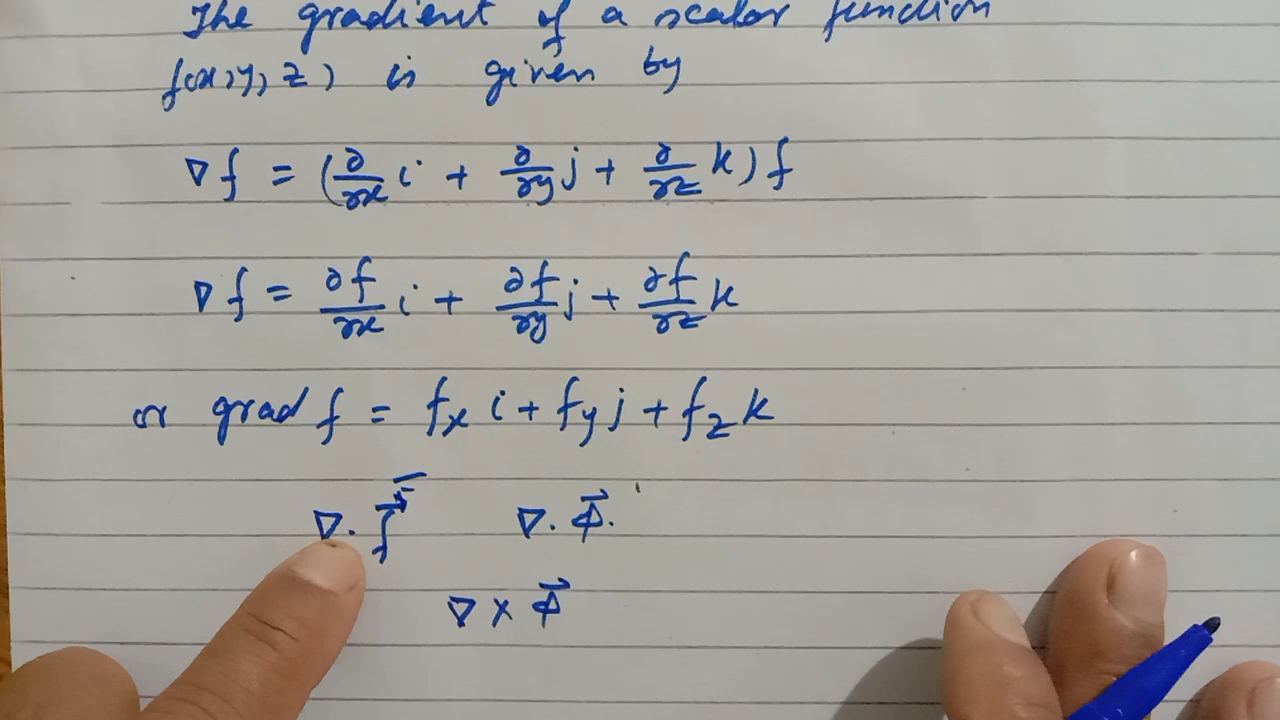 The gradient of a scalar function
f(x,y,z) is given by
∇f = (∂/∂x i + ∂/∂y j + ∂/∂z k) f
∇f = ∂f/∂x i + ∂f/∂y j + ∂f/∂z k
or grad f = fx i + fy j + fz k
∇. f⃗ ∇. Φ⃗.
∇ × Φ⃗